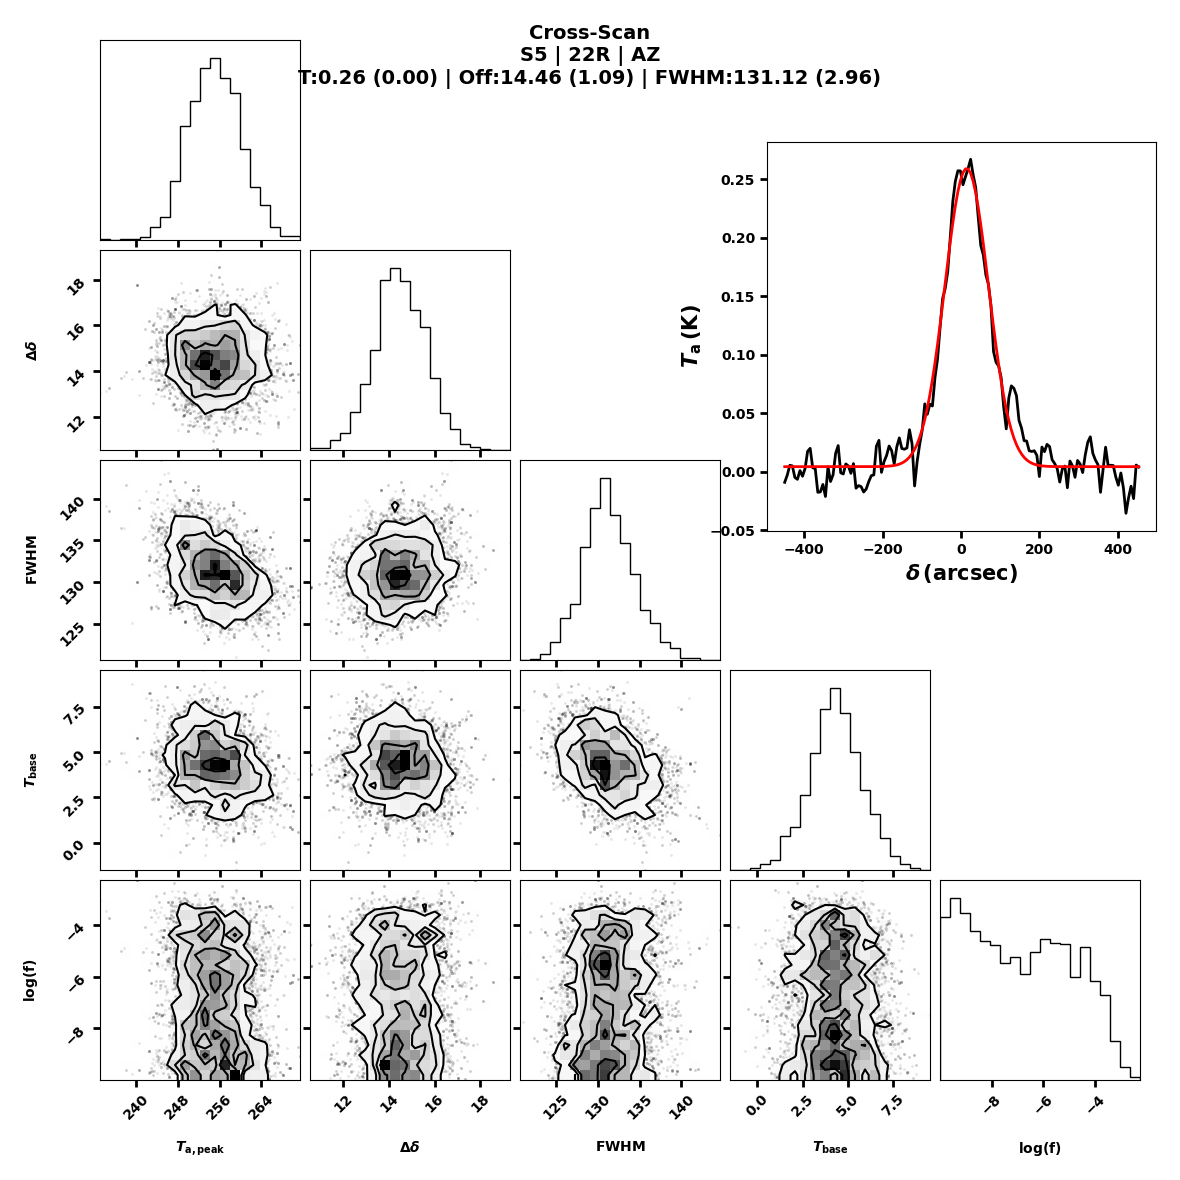 Cross-Scan
S5 | 22R | AZ
T:0.26 (0.00) | Off:14.46 (1.09) | FWHM:131.12 (2.96)
0.25
0.20
0.15
0.10
0.05
0.00
−0.05
Ta (K)
−400 −200 0 200 400
δ (arcsec)
18
16
14
12
Δδ
140
135
130
125
FWHM
7.5
5.0
2.5
0.0
Tbase
−4
−6
−8
log(f)
240 248 256 264
12 14 16 18
125 130 135 140
0.0 2.5 5.0 7.5
−8 −6 −4
Ta, peak
Δδ
FWHM
Tbase
log(f)